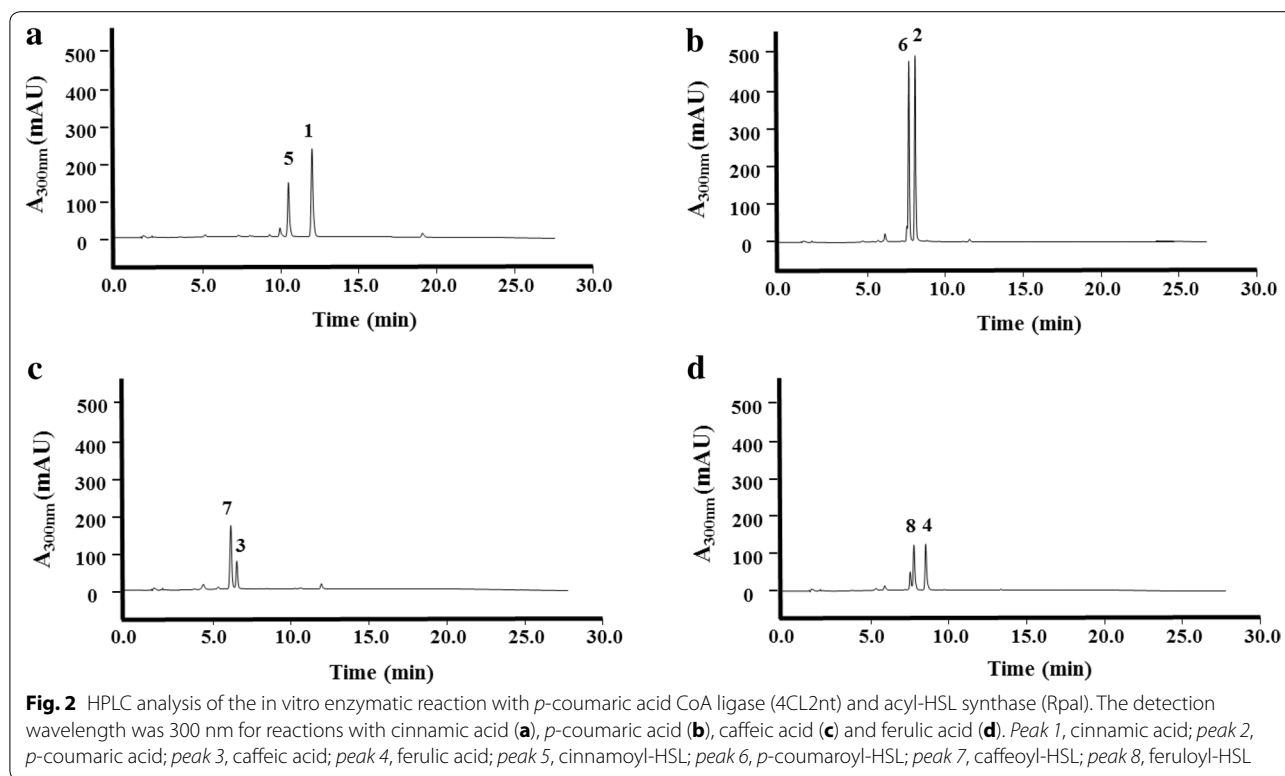 a
500
400
300
200
100
0
A300nm (mAU)
5
1
0.0 5.0 10.0 15.0 20.0 25.0 30.0
Time (min)
b
500
400
300
200
100
0
A300nm (mAU)
6 2
0.0 5.0 10.0 15.0 20.0 25.0 30.0
Time (min)
c
500
400
300
200
100
0
A300nm (mAU)
7
3
0.0 5.0 10.0 15.0 20.0 25.0 30.0
Time (min)
d
500
400
300
200
100
0
A300nm (mAU)
8 4
0.0 5.0 10.0 15.0 20.0 25.0 30.0
Time (min)
Fig. 2 HPLC analysis of the in vitro enzymatic reaction with p-coumaric acid CoA ligase (4CL2nt) and acyl-HSL synthase (RpaI). The detection
wavelength was 300 nm for reactions with cinnamic acid (a), p-coumaric acid (b), caffeic acid (c) and ferulic acid (d). Peak 1, cinnamic acid; peak 2,
p-coumaric acid; peak 3, caffeic acid; peak 4, ferulic acid; peak 5, cinnamoyl-HSL; peak 6, p-coumaroyl-HSL; peak 7, caffeoyl-HSL; peak 8, feruloyl-HSL